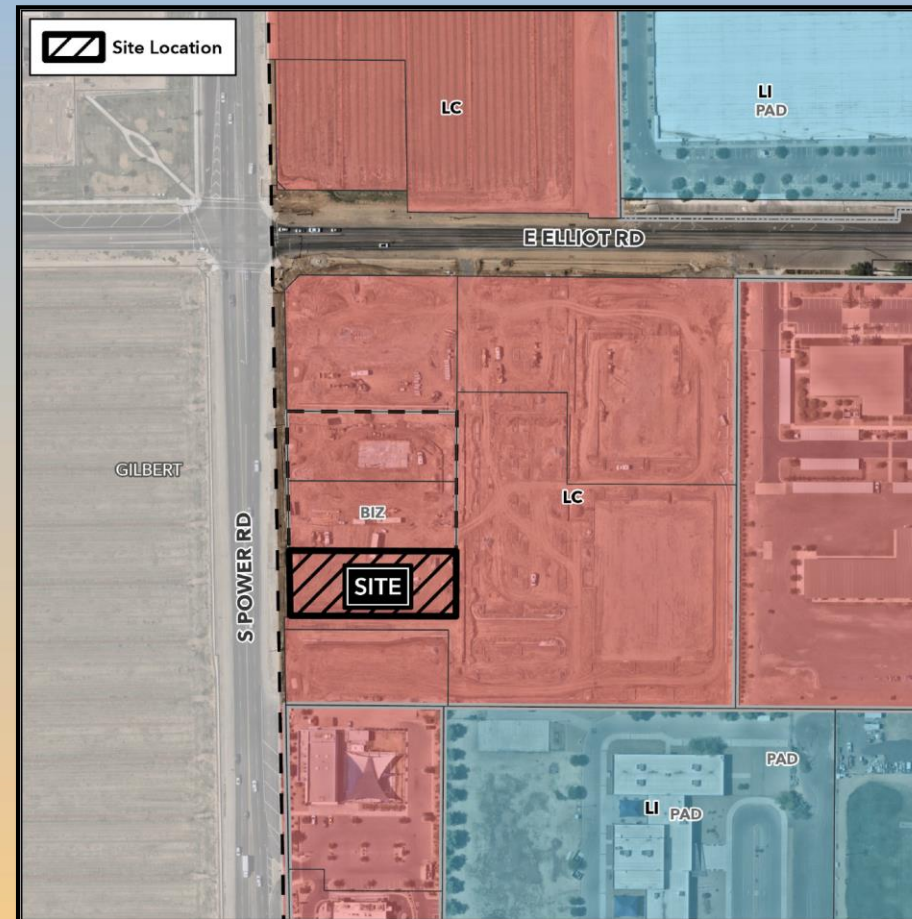 Site Location
LC
LI
PAD
E ELLIOT RD
GILBERT
S POWER RD
BIZ
LC
SITE
PAD
LI
PAD